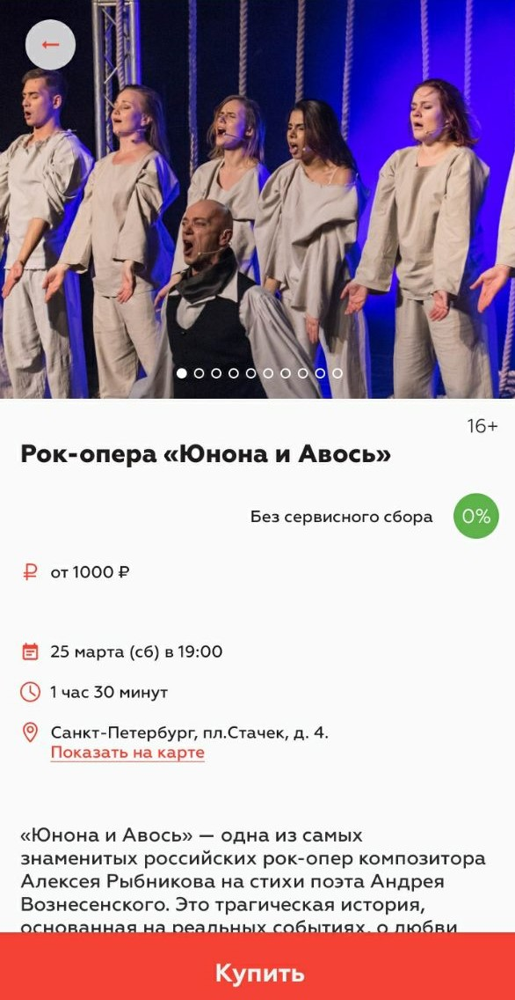 16+
Рок-опера «Юнона и Авось»
Без сервисного сбора 0%
₽ от 1000 ₽
25 марта (сб) в 19:00
1 час 30 минут
Санкт-Петербург, пл.Стачек, д. 4.
Показать на карте
«Юнона и Авось» — одна из самых
знаменитых российских рок-опер композитора
Алексея Рыбникова на стихи поэта Андрея
Вознесенского. Это трагическая история,
основанная на реальных событиях, о любви
Купить